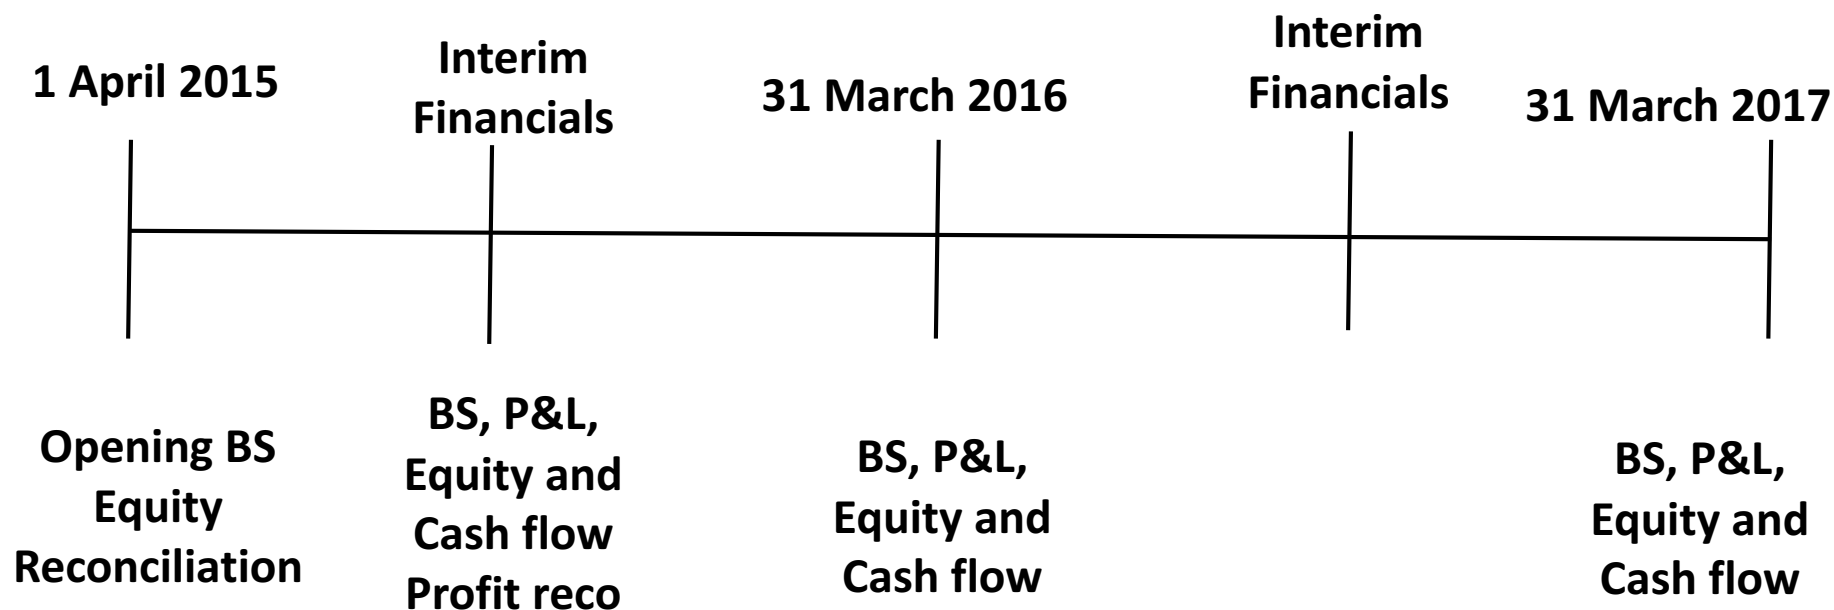 1 April 2015
Interim
Financials
31 March 2016
Interim
Financials
31 March 2017
Opening BS
Equity
Reconciliation
BS, P&L,
Equity and
Cash flow
Profit reco
BS, P&L,
Equity and
Cash flow
BS, P&L,
Equity and
Cash flow